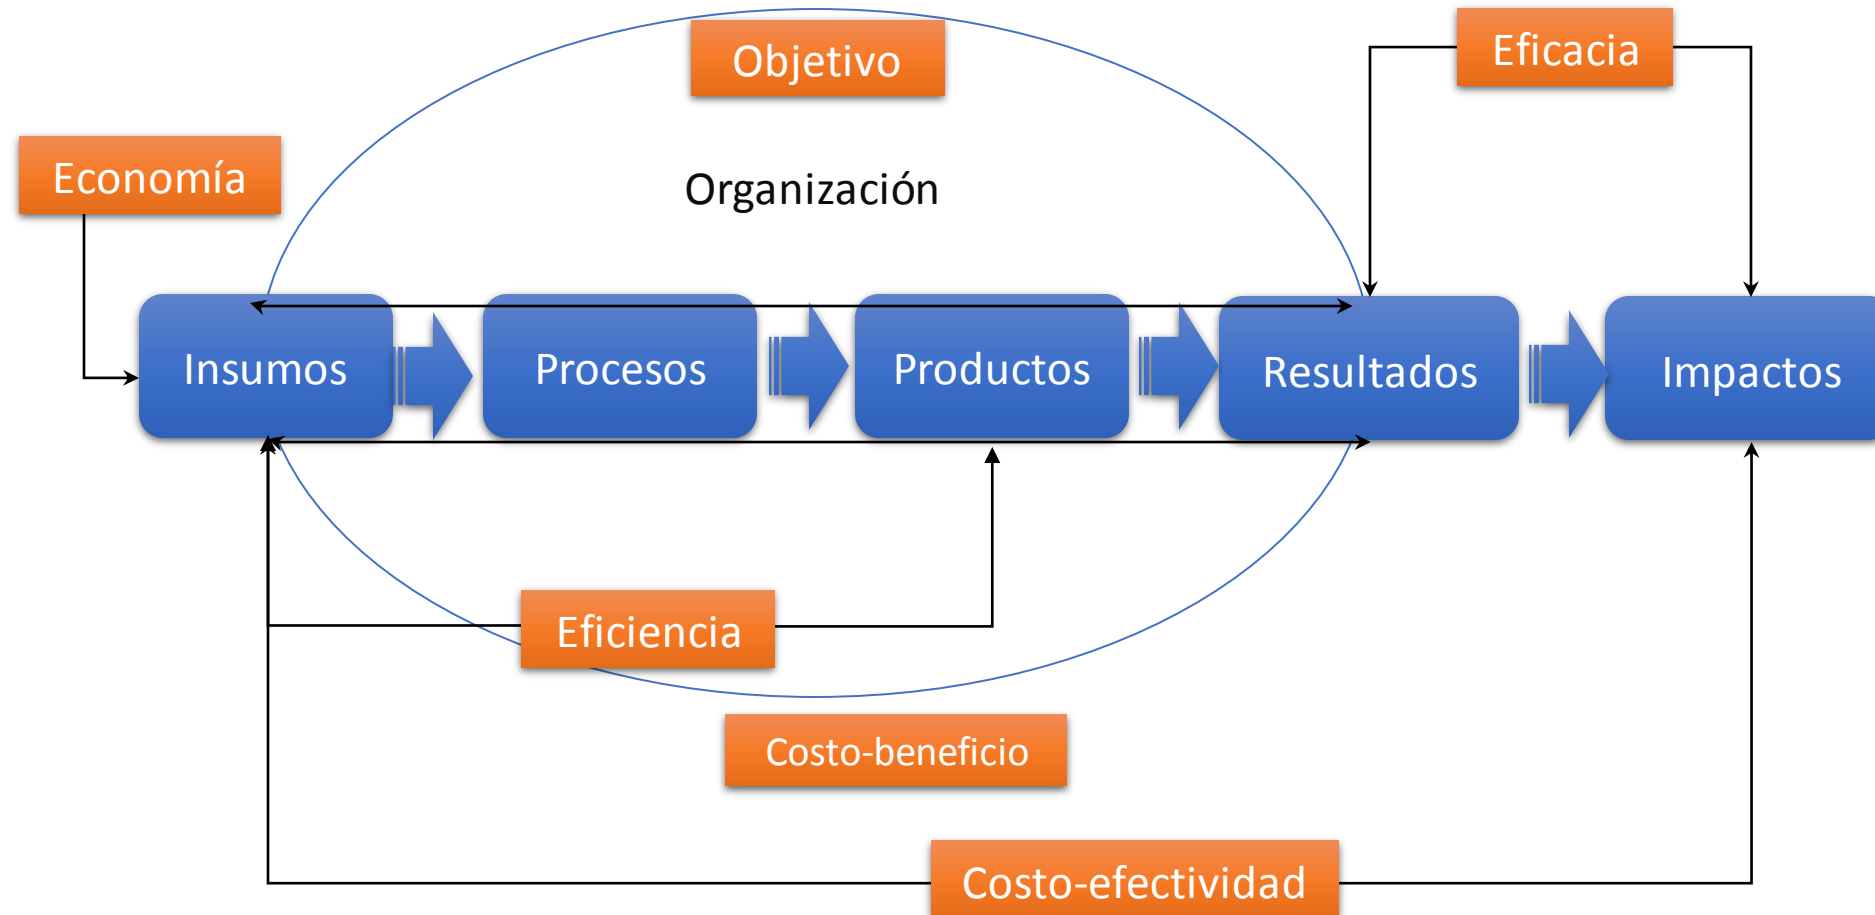 Objetivo
Eficacia
Economía
Organización
Insumos
Procesos
Productos
Resultados
Impactos
Eficiencia
Costo-beneficio
Costo-efectividad